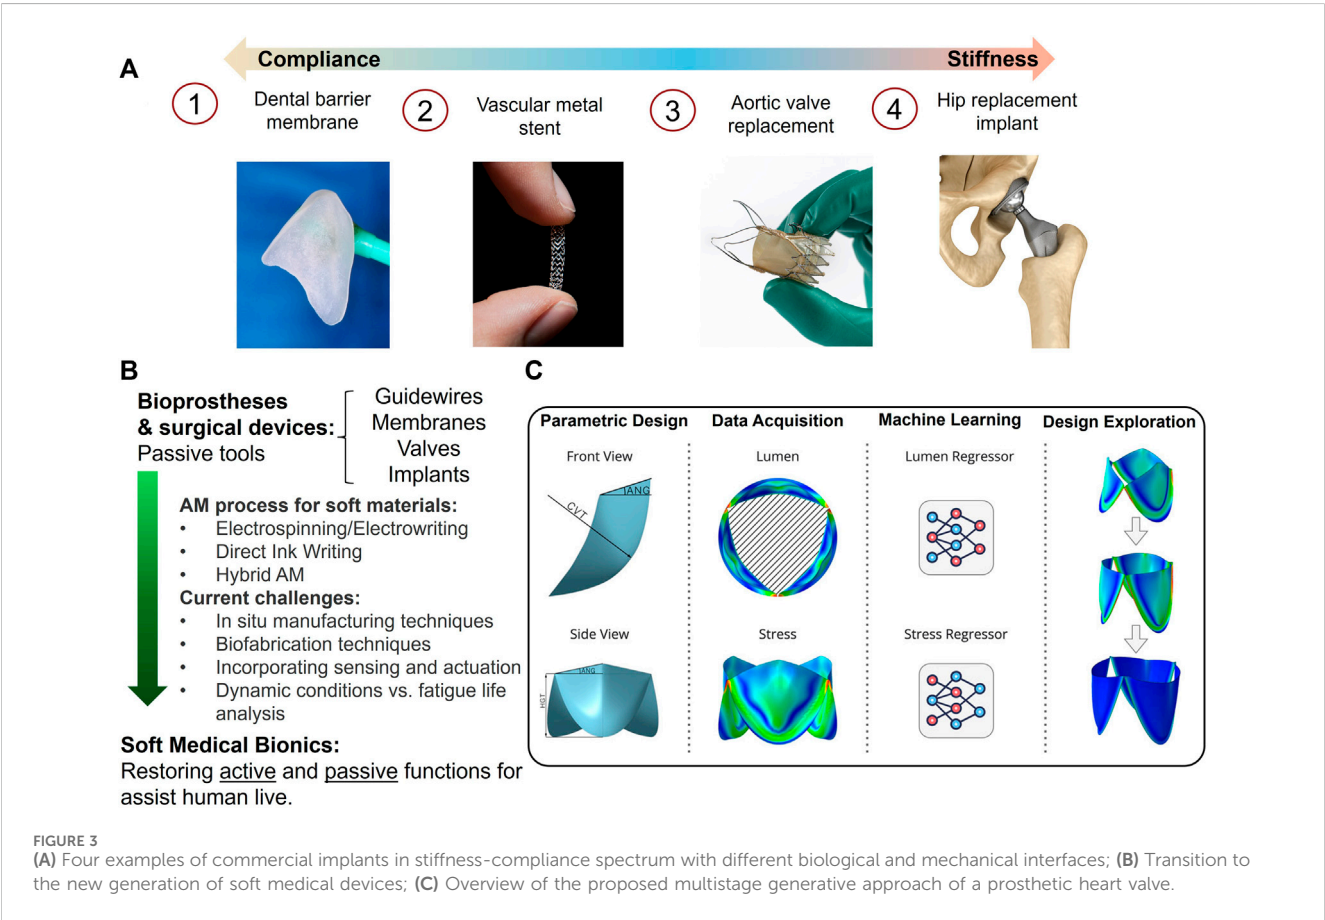 A
Compliance
Stiffness
1
Dental barrier
membrane
2
Vascular metal
stent
3
Aortic valve
replacement
4
Hip replacement
implant
B
Bioprostheses
& surgical devices:
Passive tools
Guidewires
Membranes
Valves
Implants
AM process for soft materials:
• Electrospinning/Electrowriting
• Direct Ink Writing
• Hybrid AM
Current challenges:
• In situ manufacturing techniques
• Biofabrication techniques
• Incorporating sensing and actuation
• Dynamic conditions vs. fatigue life
analysis
Soft Medical Bionics:
Restoring active and passive functions for
assist human live.
C
Parametric Design
Front View
CVT
IANG
Side View
IANG
HGT
Data Acquisition
Lumen
Stress
Machine Learning
Lumen Regressor
Stress Regressor
Design Exploration
FIGURE 3
(A) Four examples of commercial implants in stiffness-compliance spectrum with different biological and mechanical interfaces; (B) Transition to
the new generation of soft medical devices; (C) Overview of the proposed multistage generative approach of a prosthetic heart valve.